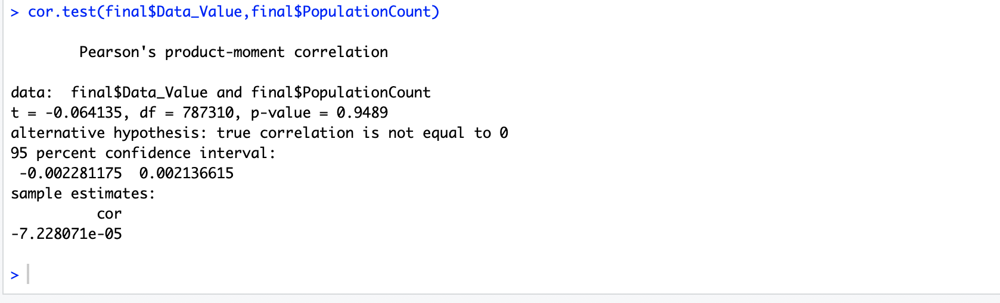 > cor.test(final$Data_Value,final$PopulationCount)
Pearson's product-moment correlation
data:  final$Data_Value and final$PopulationCount
t = -0.064135, df = 787310, p-value = 0.9489
alternative hypothesis: true correlation is not equal to 0
95 percent confidence interval:
-0.002281175  0.002136615
sample estimates:
cor
-7.228071e-05
>